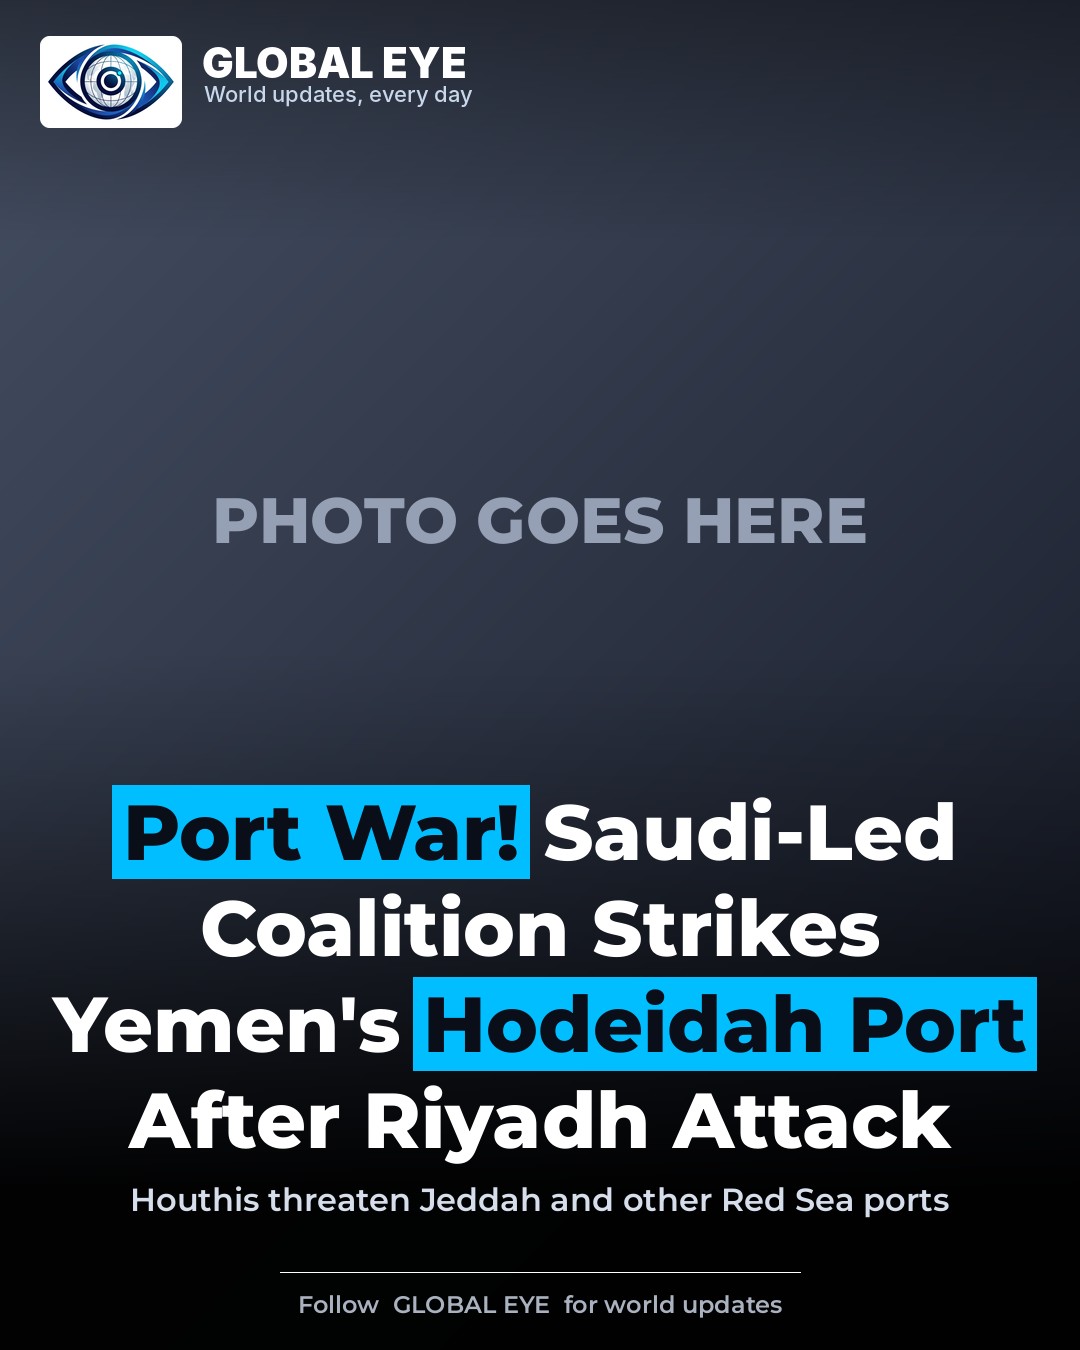 GLOBAL EYE
World updates, every day
PHOTO GOES HERE
Port War! Saudi-Led
Coalition Strikes
Yemen's Hodeidah Port
After Riyadh Attack
Houthis threaten Jeddah and other Red Sea ports
Follow GLOBAL EYE for world updates